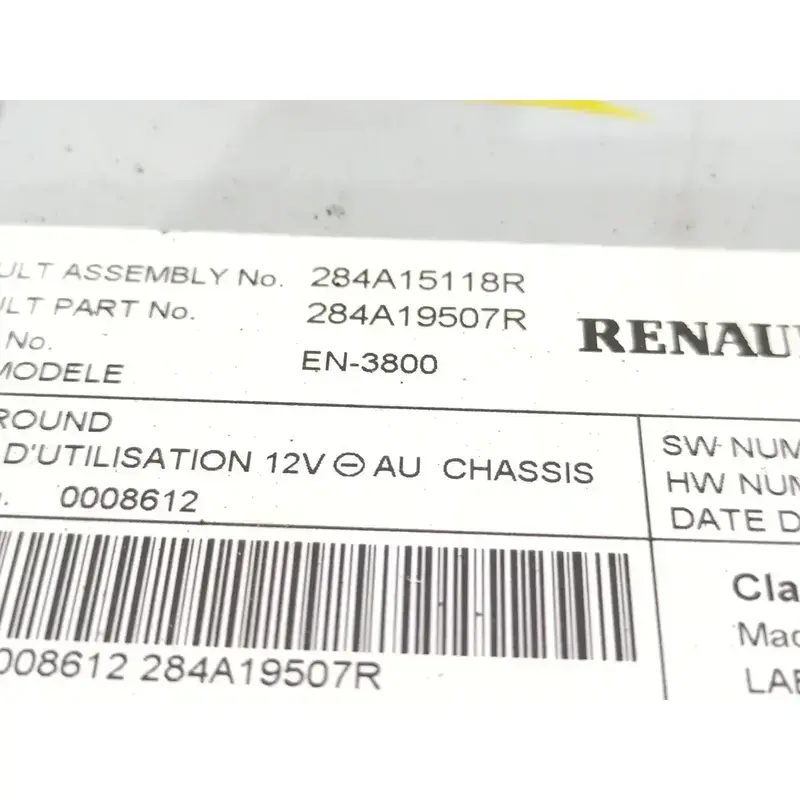 ULT ASSEMBLY No. 284A15118R
ULT PART No. 284A19507R
No.
MODELE EN-3800
RENAU
ROUND
D'UTILISATION 12V ⊖ AU CHASSIS
. 0008612
SW NUM
HW NUM
DATE D
008612 284A19507R
Cla
Mad
LAB